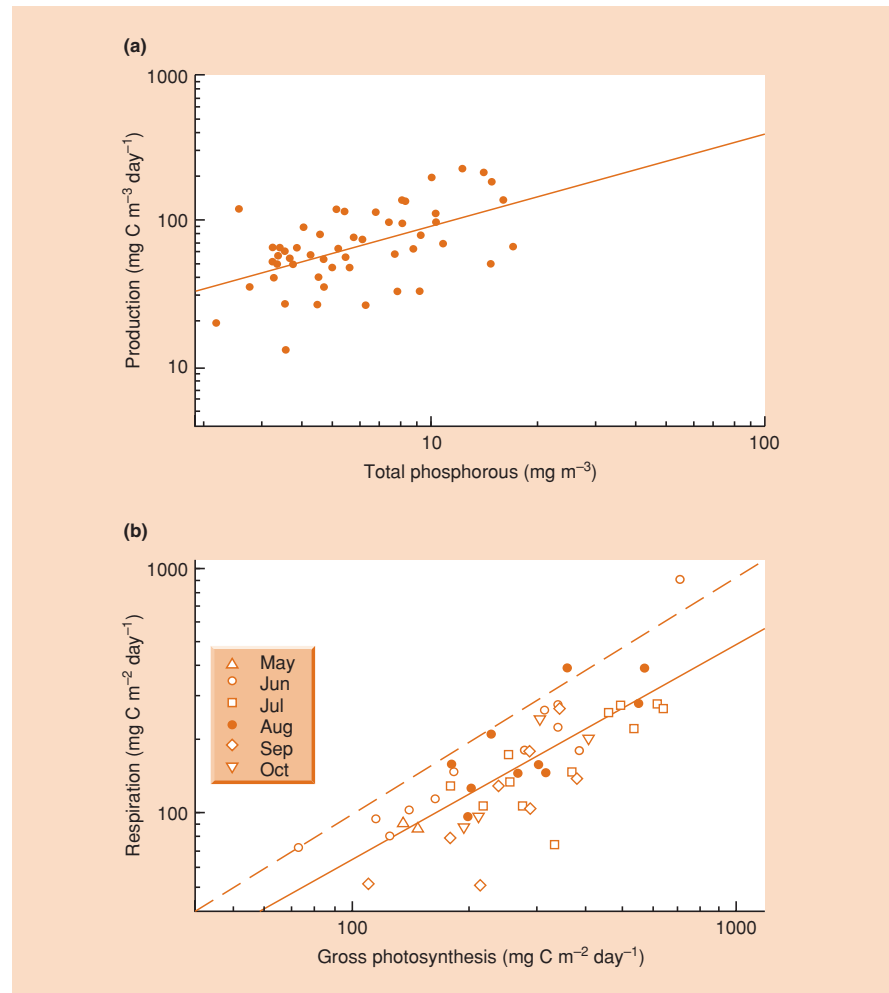 (a)
1000
100
10
Production (mg C m⁻³ day⁻¹)
10
100
Total phosphorous (mg m⁻³)
(b)
1000
100
Respiration (mg C m⁻² day⁻¹)
May
Jun
Jul
Aug
Sep
Oct
100
1000
Gross photosynthesis (mg C m⁻² day⁻¹)